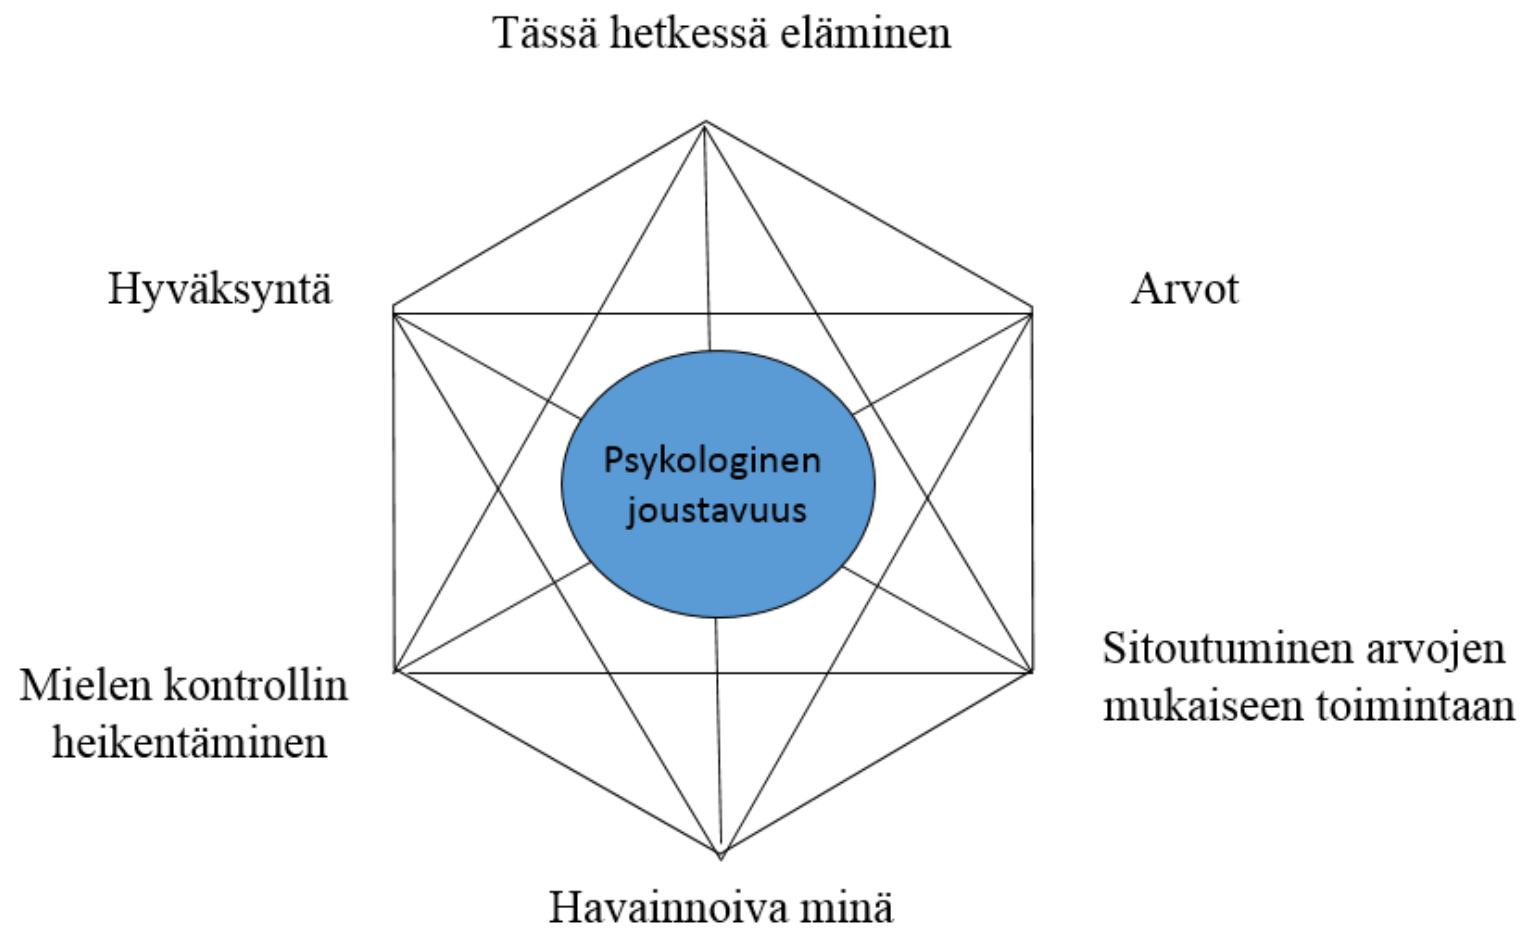 Tässä hetkessä eläminen
Hyväksyntä
Arvot
Psykologinen
joustavuus
Mielen kontrollin
heikentäminen
Sitoutuminen arvojen
mukaiseen toimintaan
Havainnoiva minä